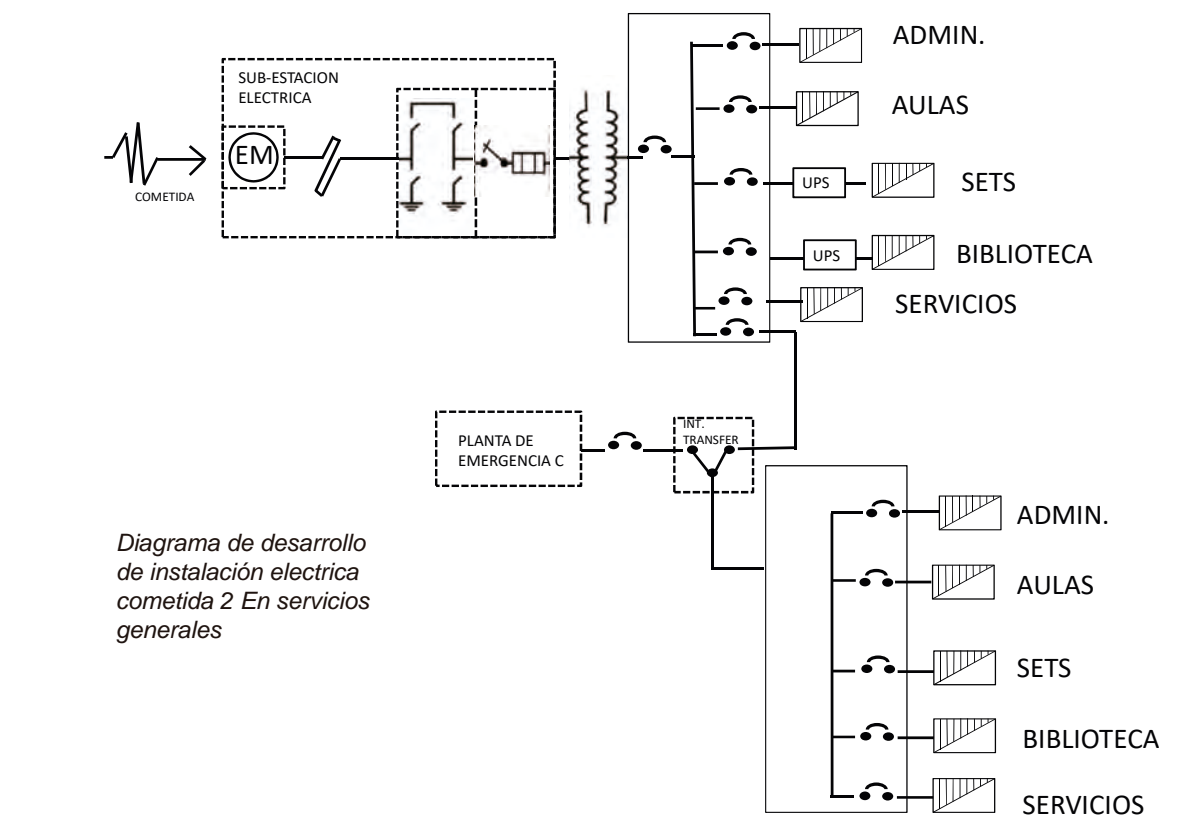 ADMIN.
SUB-ESTACION
ELECTRICA
AULAS
EM
COMETIDA
UPS
SETS
UPS
BIBLIOTECA
SERVICIOS
PLANTA DE
EMERGENCIA C
INT.
TRANSFER
ADMIN.
AULAS
SETS
BIBLIOTECA
SERVICIOS
Diagrama de desarrollo
de instalación electrica
cometida 2 En servicios
generales